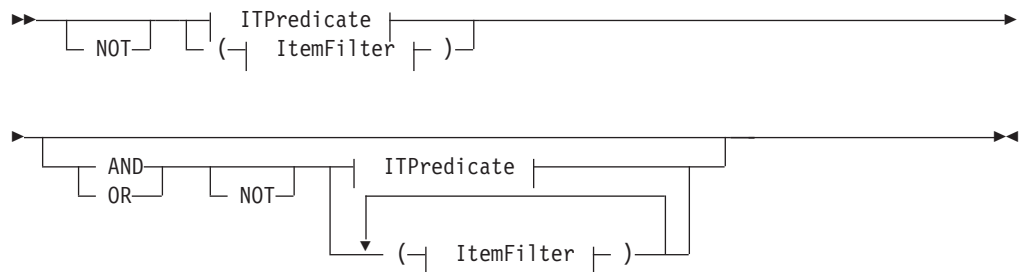 ITPredicate
NOT ( ItemFilter )
AND ITPredicate
OR NOT
( ItemFilter )